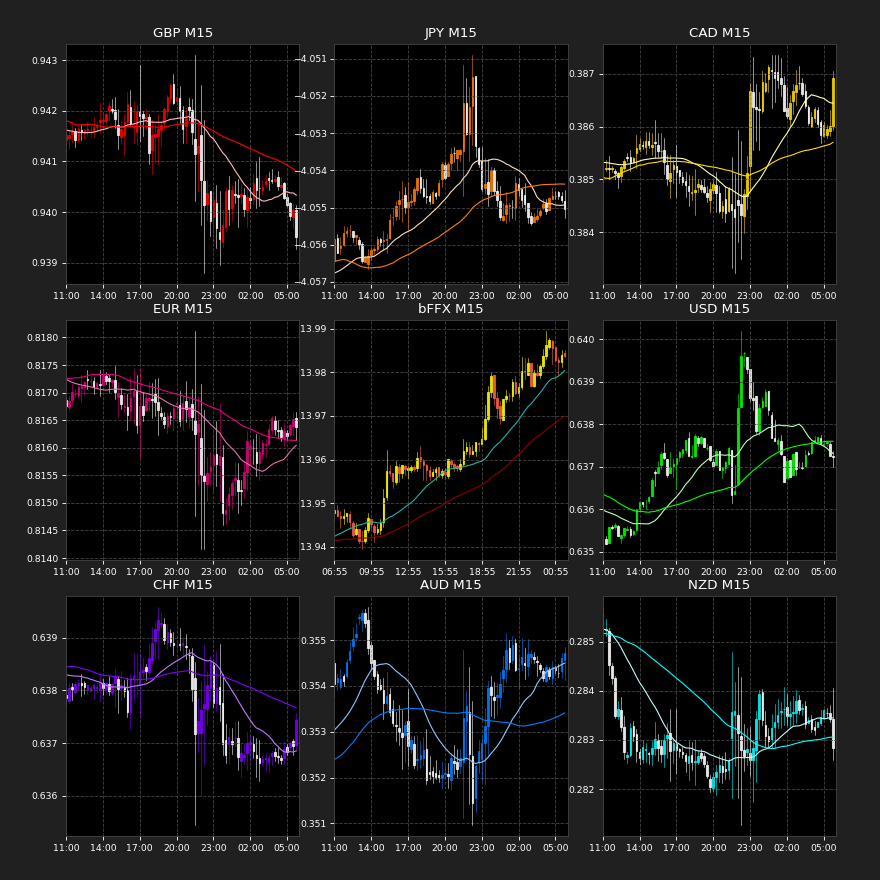 GBP M15
0.943
0.942
0.941
0.940
0.939
11:00 14:00 17:00 20:00 23:00 02:00 05:00
JPY M15
−4.051
−4.052
−4.053
−4.054
−4.055
−4.056
−4.057
11:00 14:00 17:00 20:00 23:00 02:00 05:00
CAD M15
0.387
0.386
0.385
0.384
11:00 14:00 17:00 20:00 23:00 02:00 05:00
EUR M15
0.8180
0.8175
0.8170
0.8165
0.8160
0.8155
0.8150
0.8145
0.8140
11:00 14:00 17:00 20:00 23:00 02:00 05:00
bFFX M15
13.99
13.98
13.97
13.96
13.95
13.94
06:55 09:55 12:55 15:55 18:55 21:55 00:55
USD M15
0.640
0.639
0.638
0.637
0.636
0.635
11:00 14:00 17:00 20:00 23:00 02:00 05:00
CHF M15
0.639
0.638
0.637
0.636
11:00 14:00 17:00 20:00 23:00 02:00 05:00
AUD M15
0.355
0.354
0.353
0.352
0.351
11:00 14:00 17:00 20:00 23:00 02:00 05:00
NZD M15
0.285
0.284
0.283
0.282
11:00 14:00 17:00 20:00 23:00 02:00 05:00